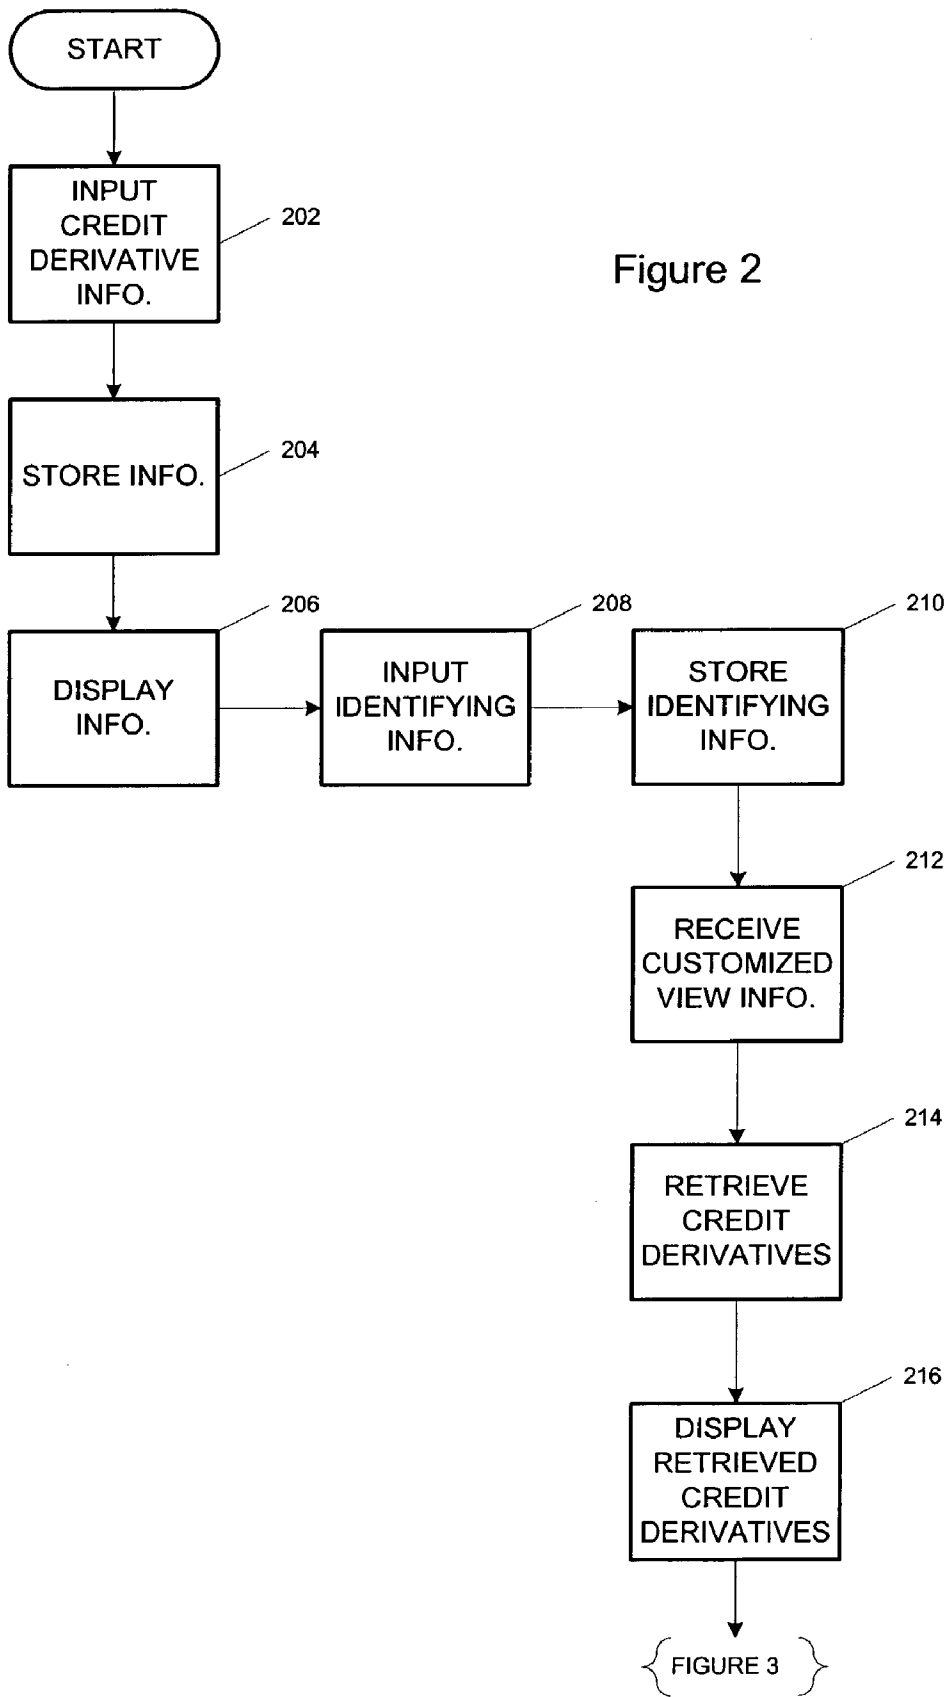 START
INPUT
CREDIT
DERIVATIVE
INFO.
202
Figure 2
STORE INFO.
204
DISPLAY
INFO.
206
INPUT
IDENTIFYING
INFO.
208
STORE
IDENTIFYING
INFO.
210
RECEIVE
CUSTOMIZED
VIEW INFO.
212
RETRIEVE
CREDIT
DERIVATIVES
214
DISPLAY
RETRIEVED
CREDIT
DERIVATIVES
216
{ FIGURE 3 }